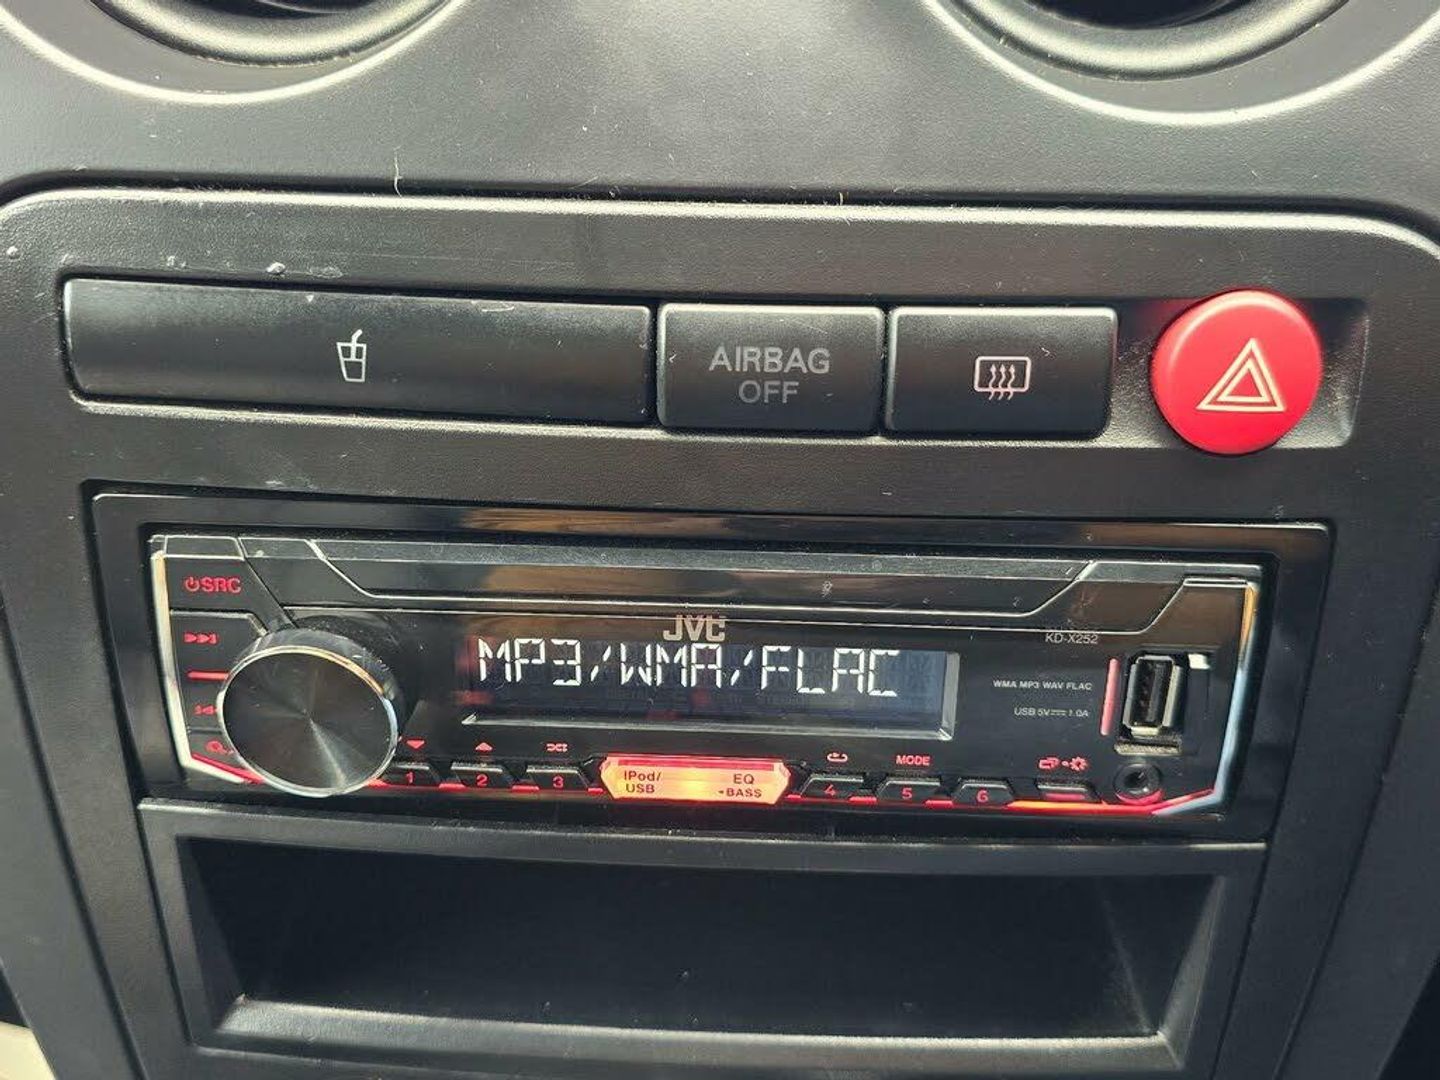 AIRBAG
OFF
SRC
JVC
KD-X252
MP3/WMA/FLAC
WMA MP3 WAV FLAC
USB 5V 1.0A
MODE
1
2
3
iPod/
USB
EQ
-BASS
4
5
6